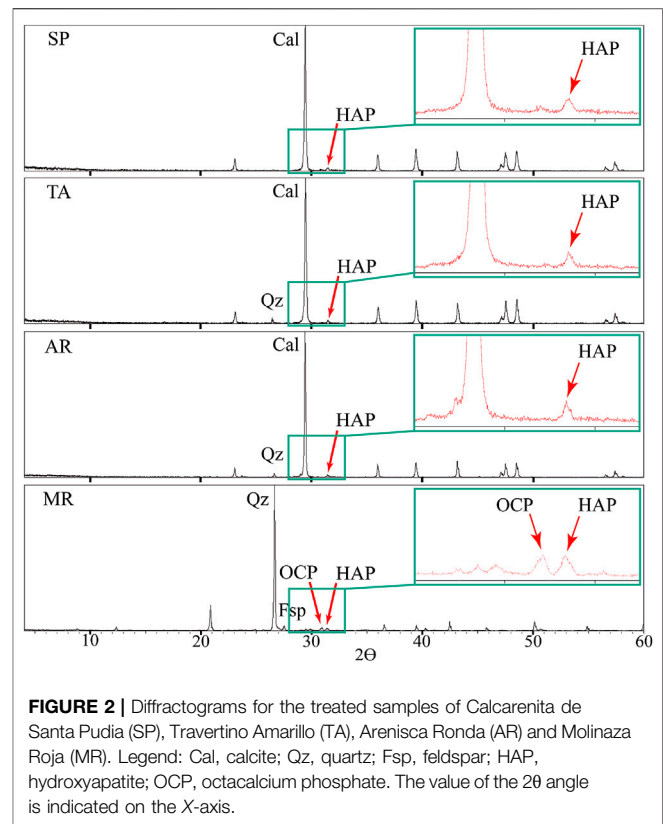 SP
Cal
HAP
HAP
TA
Cal
Qz
HAP
HAP
AR
Cal
Qz
HAP
HAP
MR
Qz
Fsp
OCP
HAP
OCP
HAP
10 20 30 40 50 60
2Θ
FIGURE 2 | Diffractograms for the treated samples of Calcarenita de
Santa Pudia (SP), Travertino Amarillo (TA), Arenisca Ronda (AR) and Molinaza
Roja (MR). Legend: Cal, calcite; Qz, quartz; Fsp, feldspar; HAP,
hydroxyapatite; OCP, octacalcium phosphate. The value of the 2θ angle
is indicated on the X-axis.